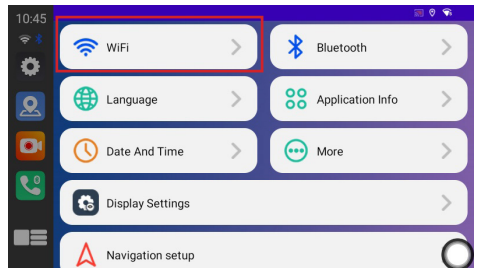 10:45
WiFi
Bluetooth
Language
Application Info
Date And Time
More
Display Settings
Navigation setup